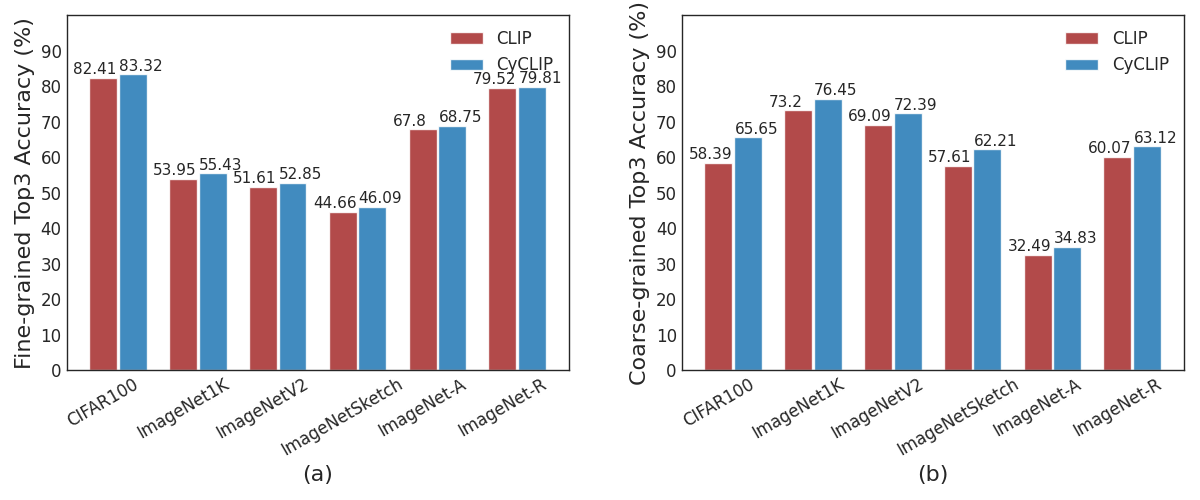 Fine-grained Top3 Accuracy (%)
90
80
70
60
50
40
30
20
10
0
CLIP
CyCLIP
82.41 83.32
53.95 55.43
51.61 52.85
44.66 46.09
67.8 68.75
79.52 79.81
CIFAR100
ImageNet1K
ImageNetV2
ImageNetSketch
ImageNet-A
ImageNet-R
(a)
Coarse-grained Top3 Accuracy (%)
90
80
70
60
50
40
30
20
10
0
CLIP
CyCLIP
58.39 65.65
73.2 76.45
69.09 72.39
57.61 62.21
32.49 34.83
60.07 63.12
CIFAR100
ImageNet1K
ImageNetV2
ImageNetSketch
ImageNet-A
ImageNet-R
(b)